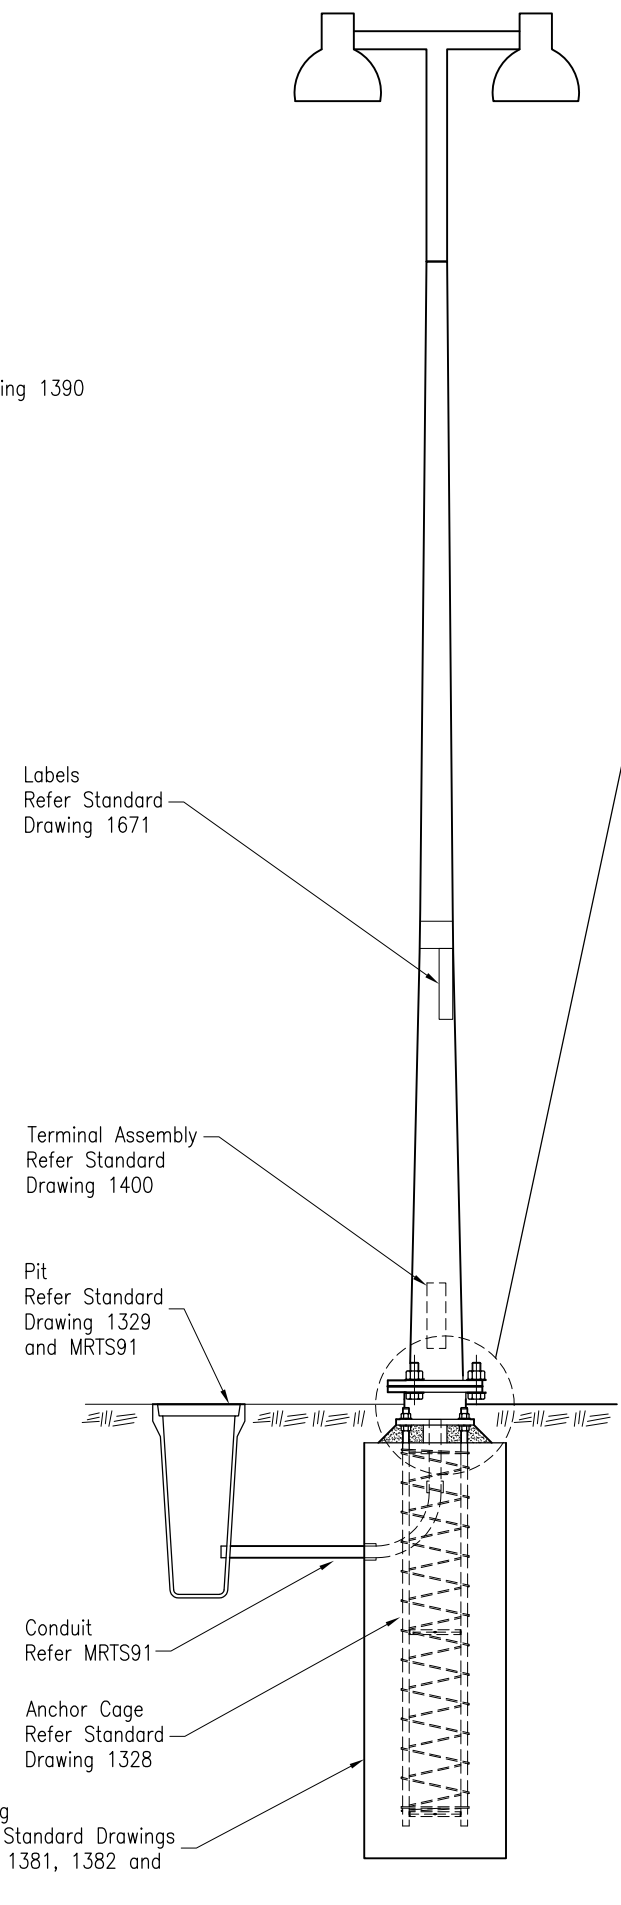 ing 1390
Labels
Refer Standard
Drawing 1671
Terminal Assembly
Refer Standard
Drawing 1400
Pit
Refer Standard
Drawing 1329
and MRTS91
Conduit
Refer MRTS91
Anchor Cage
Refer Standard
Drawing 1328
g
Standard Drawings
1381, 1382 and